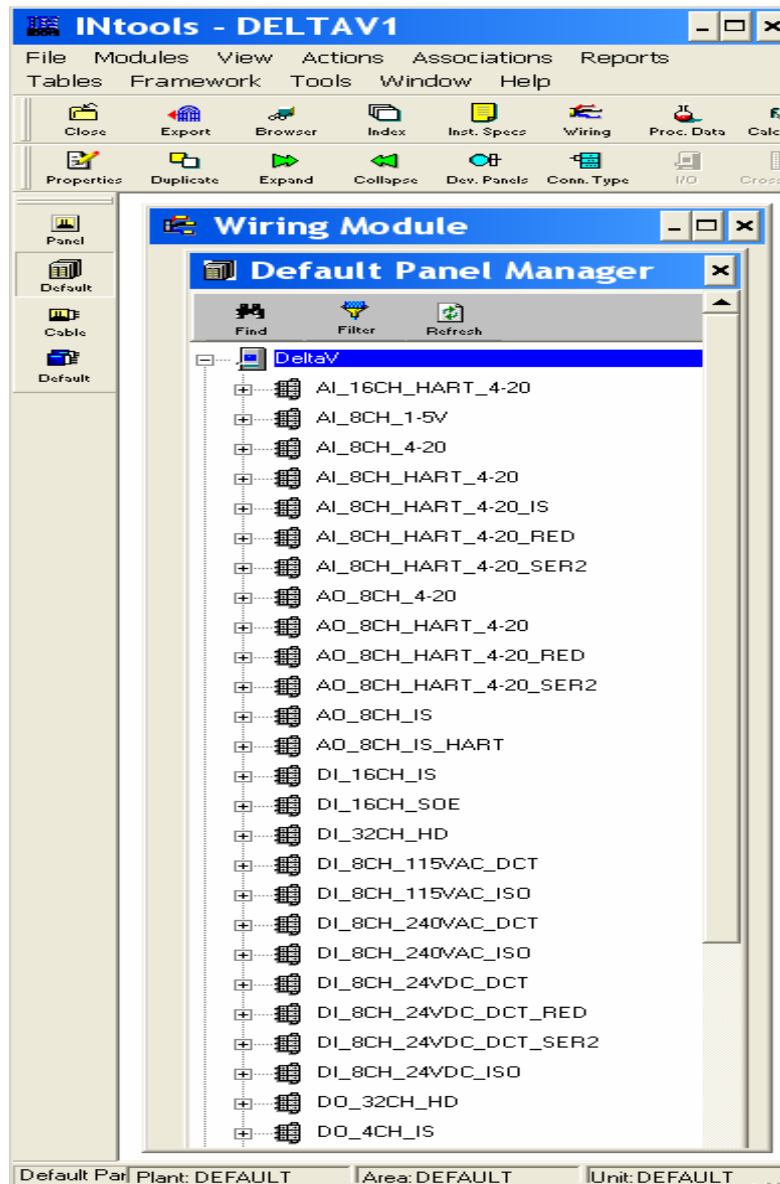 INtools - DELTAV1
File Modules View Actions Associations Reports
Tables Framework Tools Window Help
Close Export Browser Index Inst. Specs Wiring Proc. Data Calc
Properties Duplicate Expand Collapse Dev. Panels Conn. Type I/O Cros
Panel
Default
Cable
Default
Wiring Module
Default Panel Manager
Find Filter Refresh
DeltaV
AI_16CH_HART_4-20
AI_8CH_1-5V
AI_8CH_4-20
AI_8CH_HART_4-20
AI_8CH_HART_4-20_IS
AI_8CH_HART_4-20_RED
AI_8CH_HART_4-20_SER2
AO_8CH_4-20
AO_8CH_HART_4-20
AO_8CH_HART_4-20_RED
AO_8CH_HART_4-20_SER2
AO_8CH_IS
AO_8CH_IS_HART
DI_16CH_IS
DI_16CH_SOE
DI_32CH_HD
DI_8CH_115VAC_DCT
DI_8CH_115VAC_ISO
DI_8CH_240VAC_DCT
DI_8CH_240VAC_ISO
DI_8CH_24VDC_DCT
DI_8CH_24VDC_DCT_RED
DI_8CH_24VDC_DCT_SER2
DI_8CH_24VDC_ISO
DO_32CH_HD
DO_4CH_IS
Default Par Plant: DEFAULT Area: DEFAULT Unit: DEFAULT